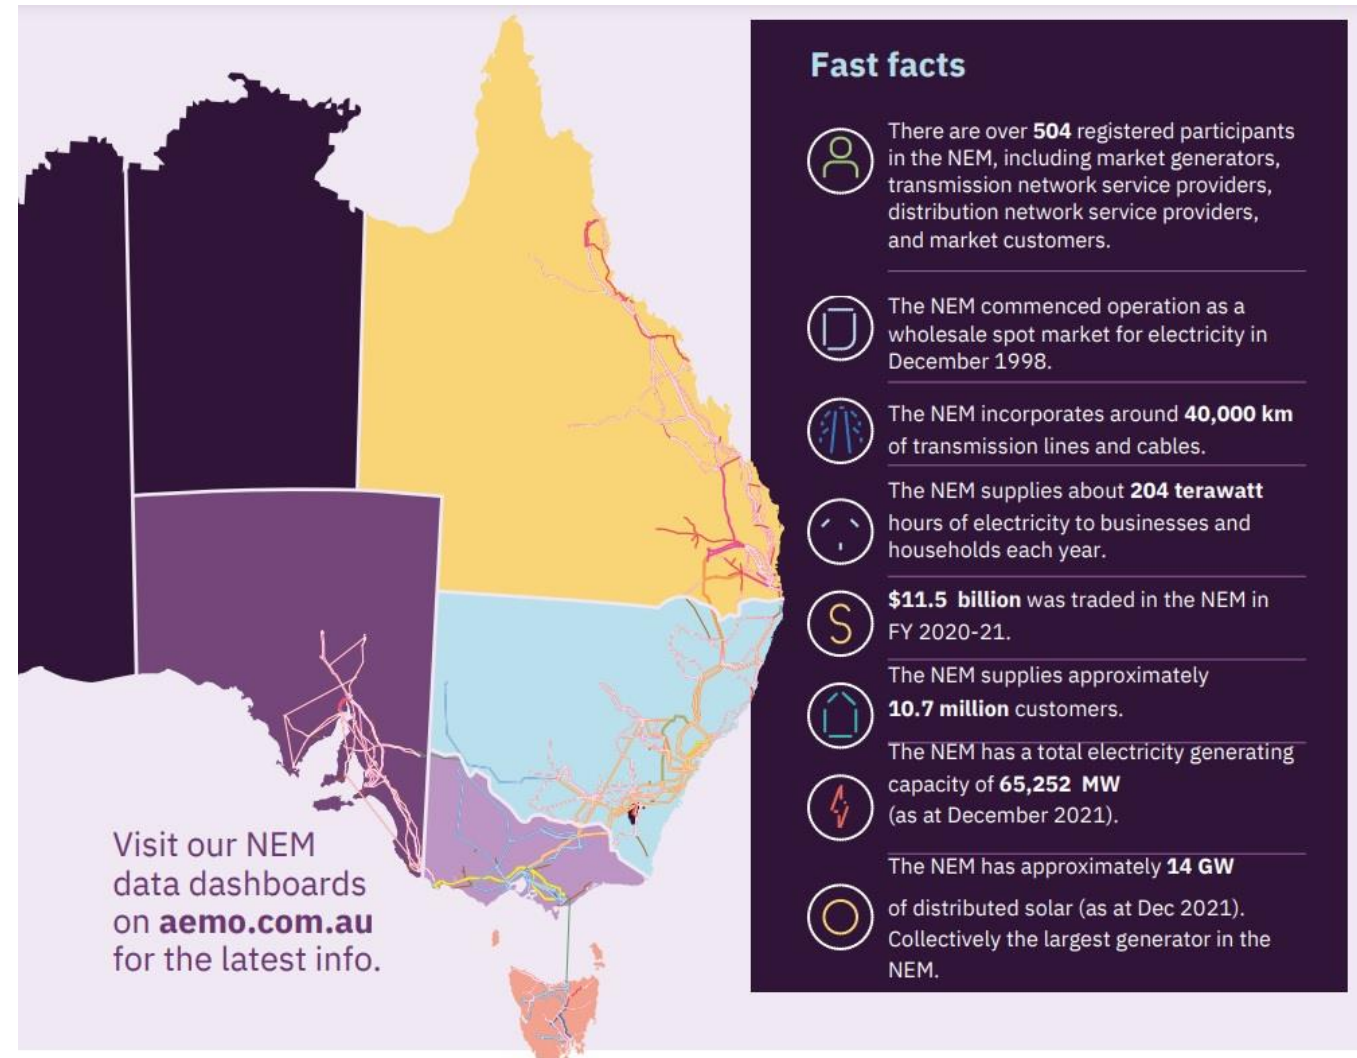 Fast facts
There are over 504 registered participants
in the NEM, including market generators,
transmission network service providers,
distribution network service providers,
and market customers.
The NEM commenced operation as a
wholesale spot market for electricity in
December 1998.
The NEM incorporates around 40,000 km
of transmission lines and cables.
The NEM supplies about 204 terawatt
hours of electricity to businesses and
households each year.
$11.5 billion was traded in the NEM in
FY 2020-21.
The NEM supplies approximately
10.7 million customers.
The NEM has a total electricity generating
capacity of 65,252 MW
(as at December 2021).
The NEM has approximately 14 GW
of distributed solar (as at Dec 2021).
Collectively the largest generator in the
NEM.
Visit our NEM
data dashboards
on aemo.com.au
for the latest info.